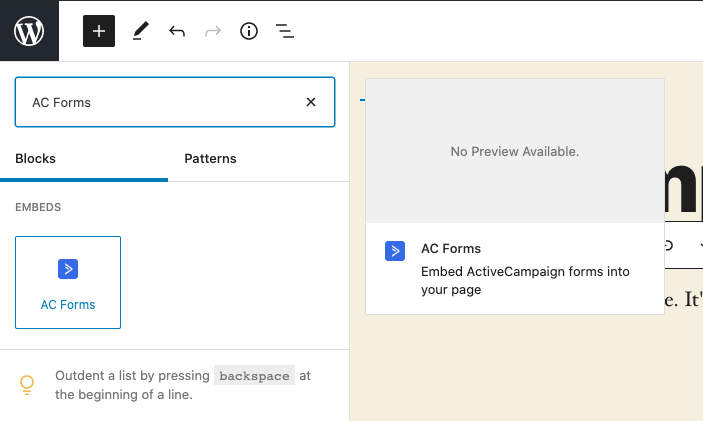 AC Forms
Blocks
Patterns
EMBEDS
AC Forms
Outdent a list by pressing backspace at
the beginning of a line.
No Preview Available.
AC Forms
Embed ActiveCampaign forms into
your page
e. It'